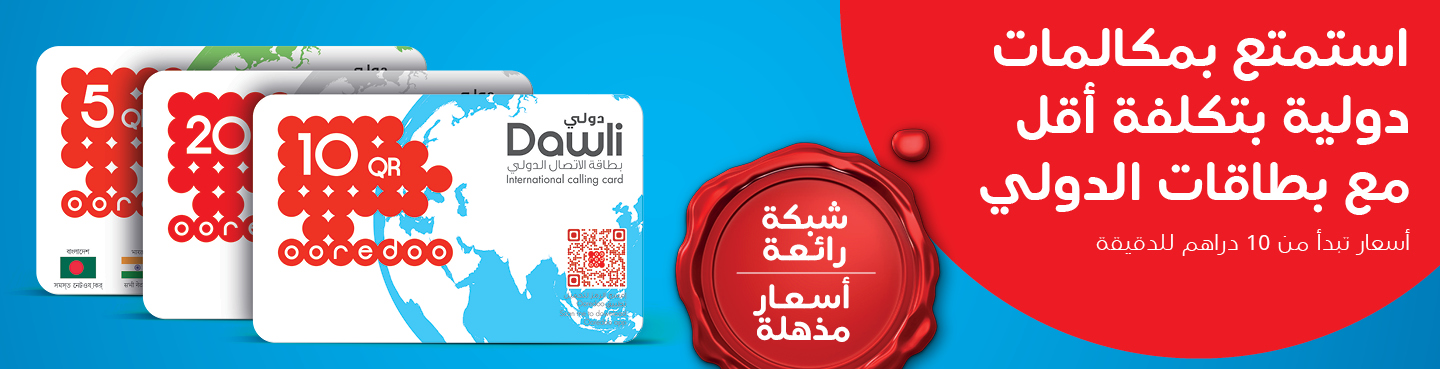 استمتع بمكالمات
دولية بتكلفة أقل
مع بطاقات الدولي
أسعار تبدأ من 10 دراهم للدقيقة
شبكة
رائعة
أسعار
مذهلة
دولي
Dawli
بطاقة الاتصال الدولي
International calling card
10 QR
ooredoo
20
5
বাংলাদেশ